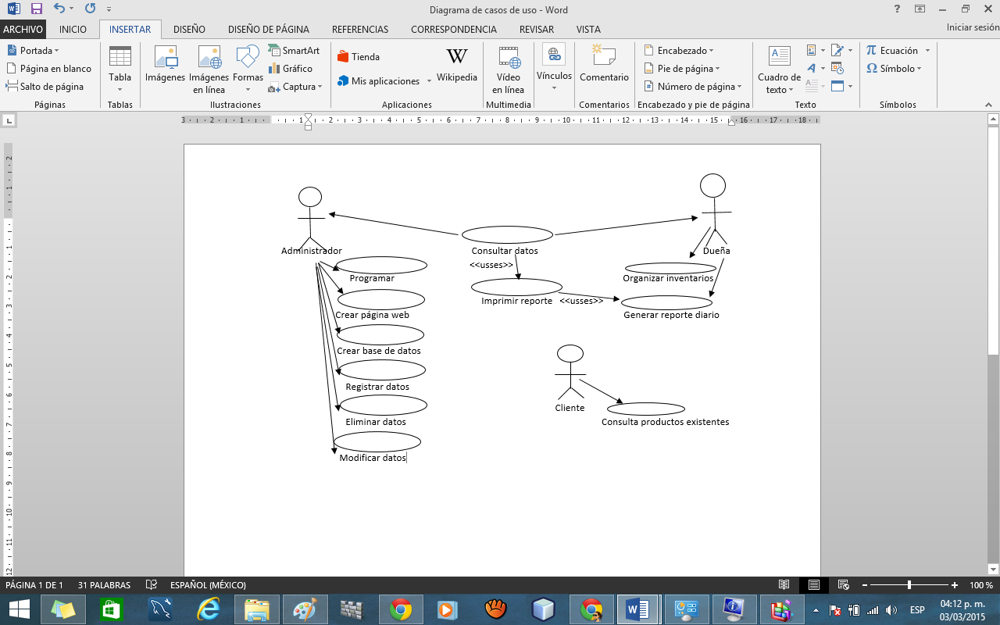 Diagrama de casos de uso - Word
ARCHIVO INICIO INSERTAR DISEÑO DISEÑO DE PÁGINA REFERENCIAS CORRESPONDENCIA REVISAR VISTA Iniciar sesión
Portada
Página en blanco
Salto de página
Páginas
Tabla
Tablas
Imágenes
Imágenes en línea
Formas
SmartArt
Gráfico
Captura
Ilustraciones
Tienda
Mis aplicaciones
W
Wikipedia
Aplicaciones
Vídeo en línea
Multimedia
Vínculos
Comentario
Comentarios
Encabezado
Pie de página
Número de página
Encabezado y pie de página
Cuadro de texto
Texto
Ecuación
Símbolo
Símbolos
3 2 1 1 2 3 4 5 6 7 8 9 10 11 12 13 14 15 16 17 18
Administrador
Consultar datos
Dueña
<<usses>>
Programar
Organizar inventarios
Imprimir reporte
<<usses>>
Crear página web
Generar reporte diario
Crear base de datos
Registrar datos
Cliente
Eliminar datos
Consulta productos existentes
Modificar datos
PÁGINA 1 DE 1 31 PALABRAS ESPAÑOL (MÉXICO) 100 %
ESP
04:12 p. m.
03/03/2015